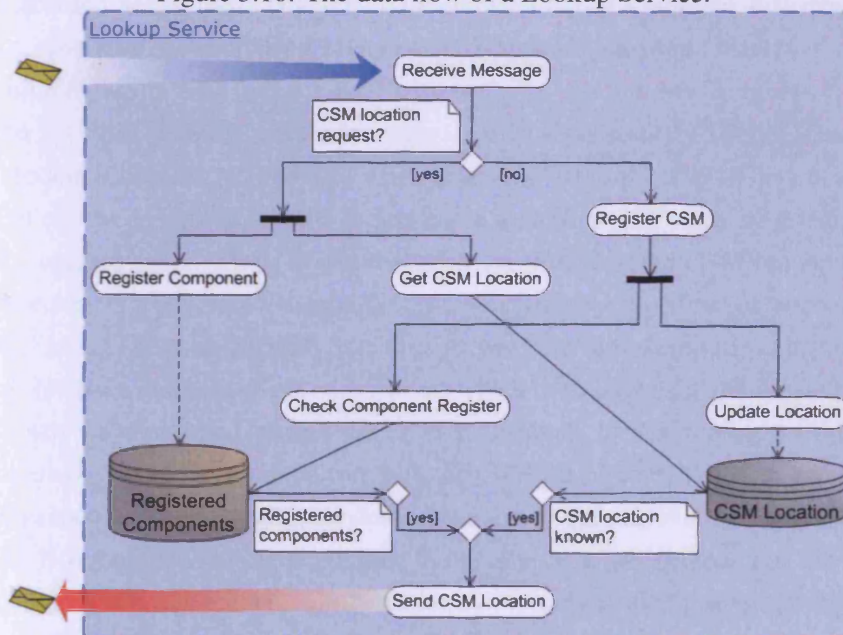 Lookup Service
Receive Message
CSM location
request?
[yes]
[no]
Register CSM
Register Component
Get CSM Location
Check Component Register
Update Location
Registered
Components
[yes]
[yes]
CSM Location
Registered
components?
CSM location
known?
Send CSM Location